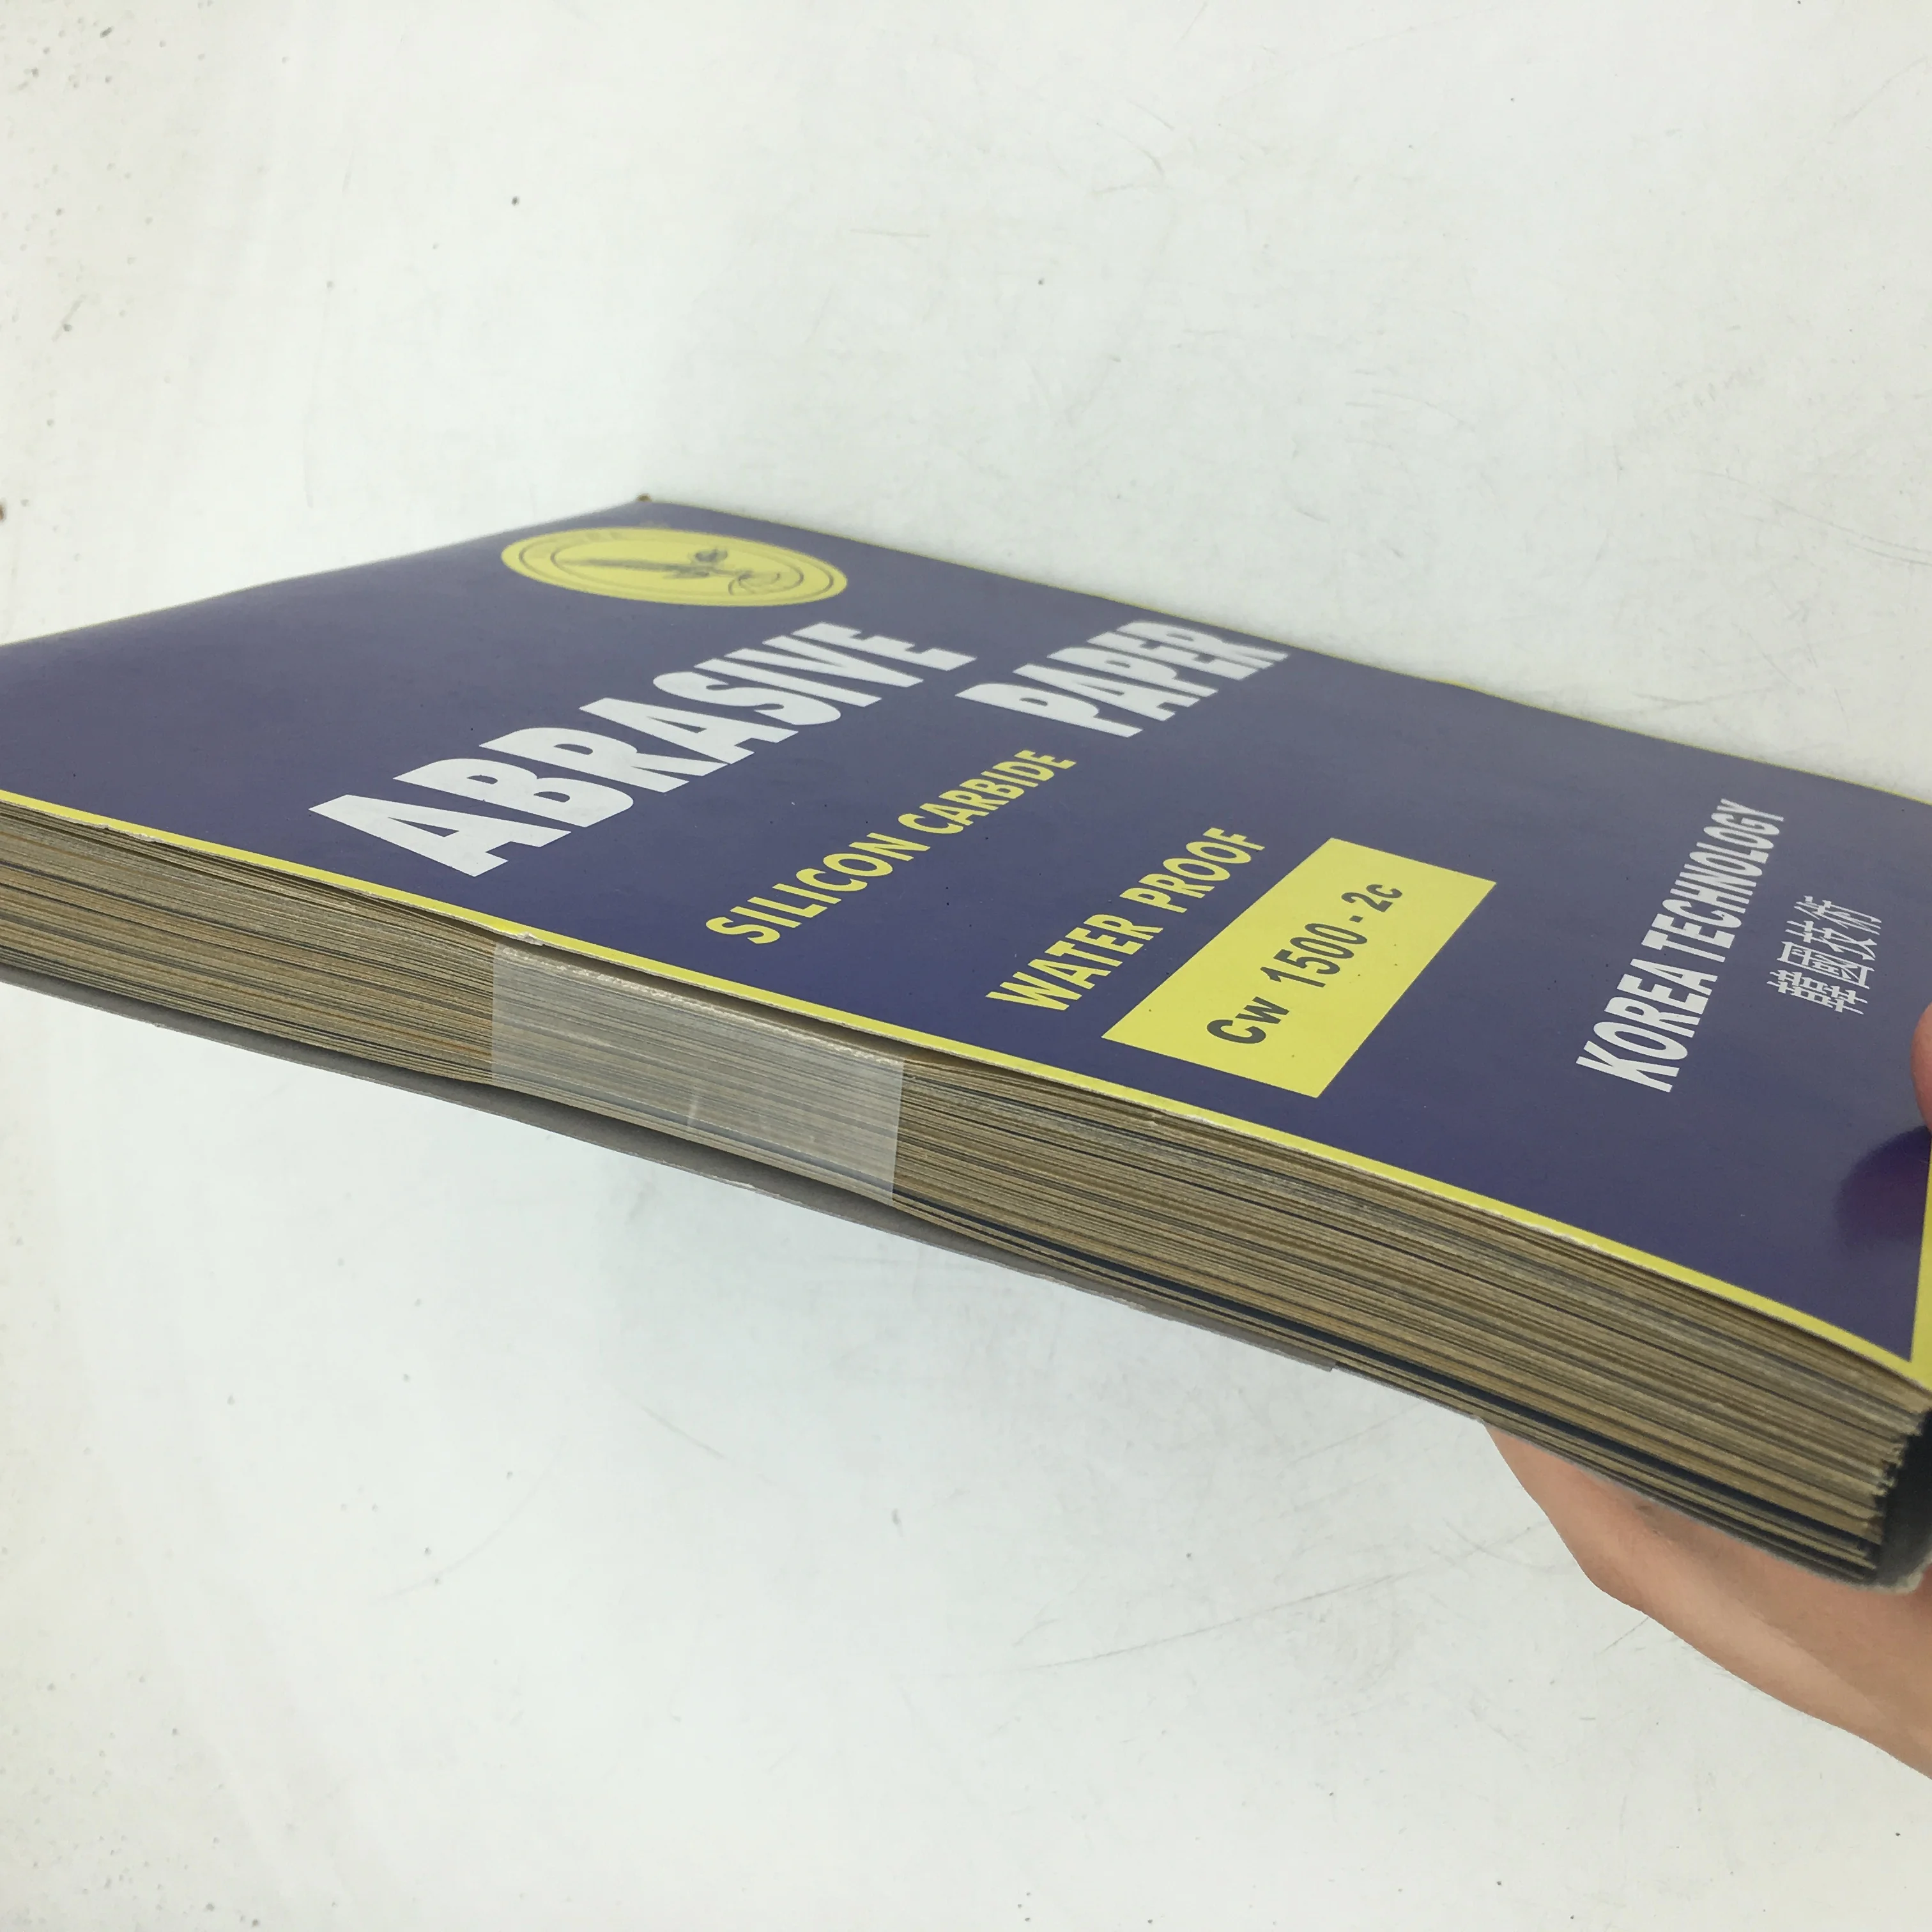 ABRASIVE
PAPER
SILICON CARBIDE
WATER PROOF
Cw 1500 - 2c
KOREA TECHNOLOGY
韓國技術